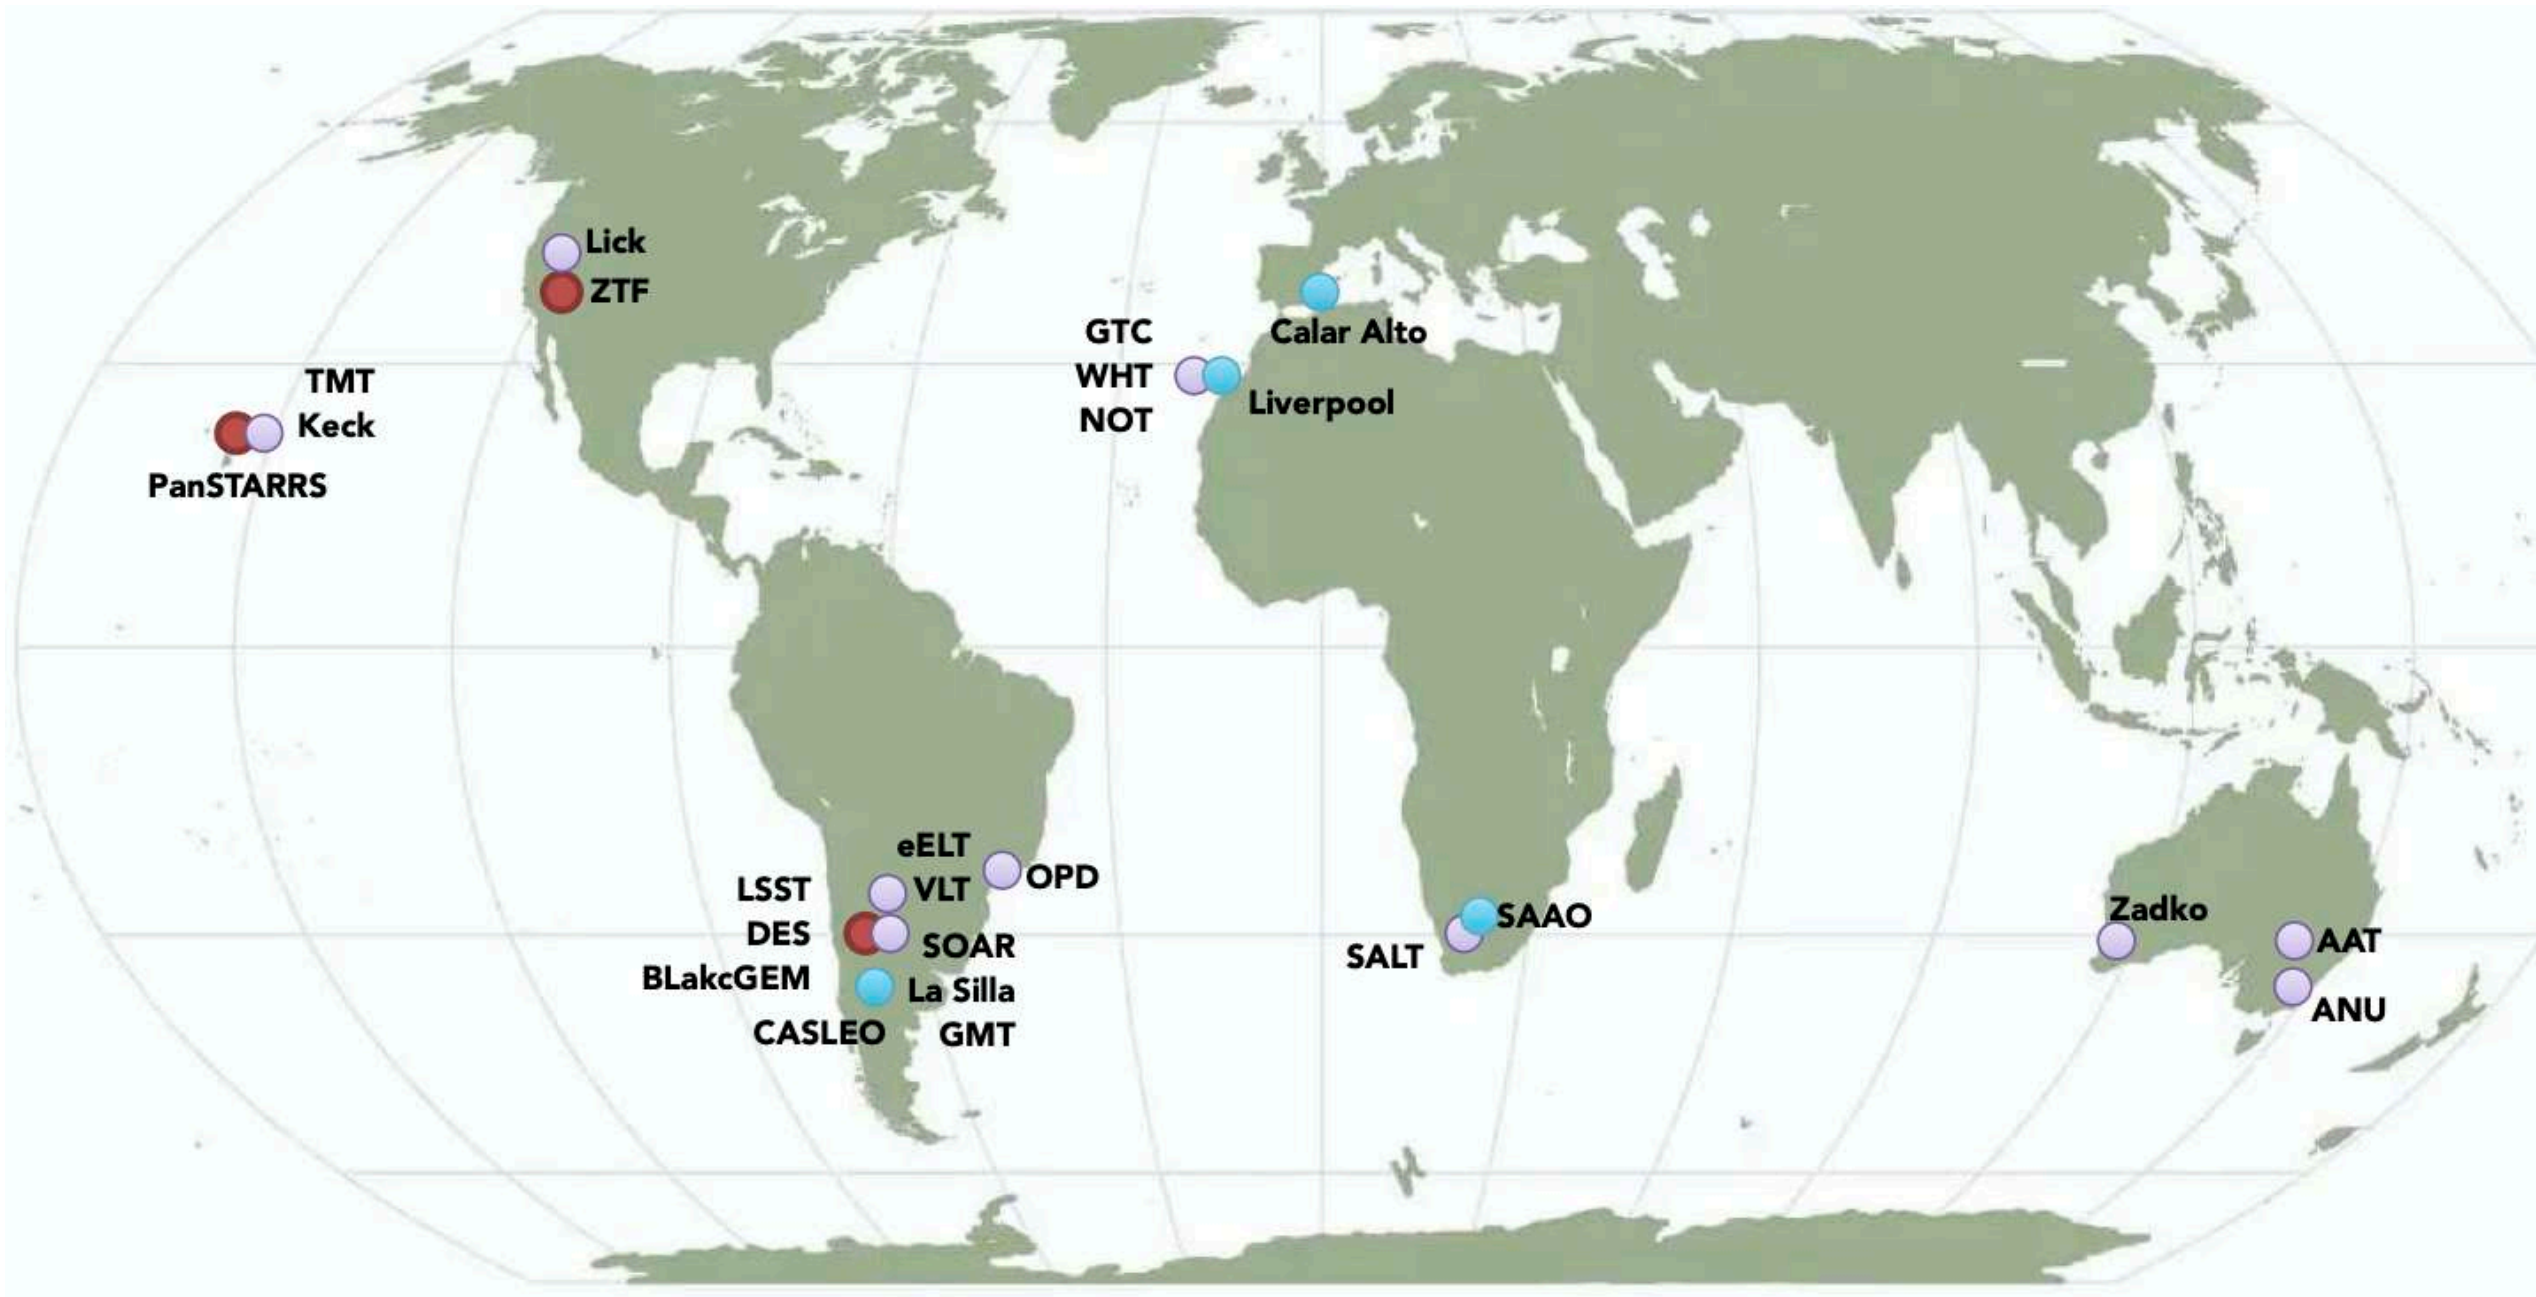 Lick
ZTF
TMT
Keck
PanSTARRS
GTC
WHT
NOT
Calar Alto
Liverpool
eELT
LSST
VLT
OPD
DES
SOAR
BLakcGEM
La Silla
CASLEO
GMT
SAAO
SALT
Zadko
AAT
ANU